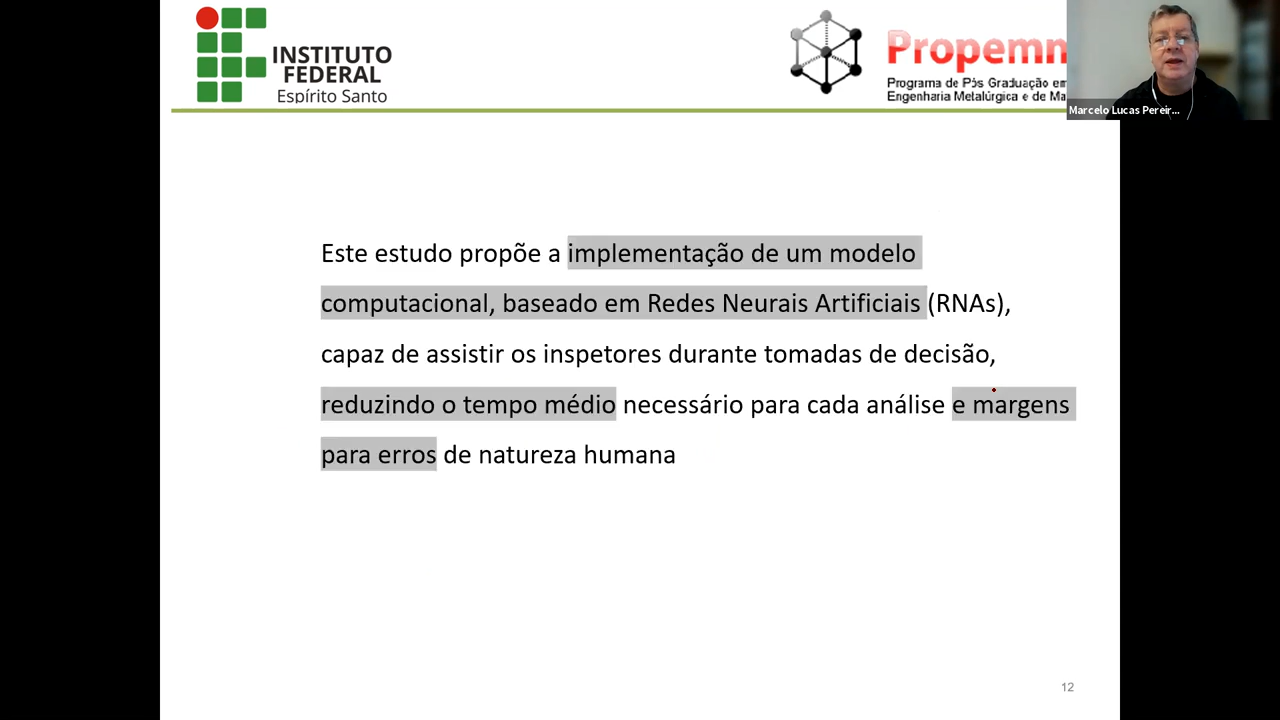 INSTITUTO
FEDERAL
Espírito Santo
Propemm
Programa de Pós Graduação em
Engenharia Metalúrgica e de Ma
Marcelo Lucas Pereir...
Este estudo propõe a implementação de um modelo
computacional, baseado em Redes Neurais Artificiais (RNAs),
capaz de assistir os inspetores durante tomadas de decisão,
reduzindo o tempo médio necessário para cada análise e margens
para erros de natureza humana
12